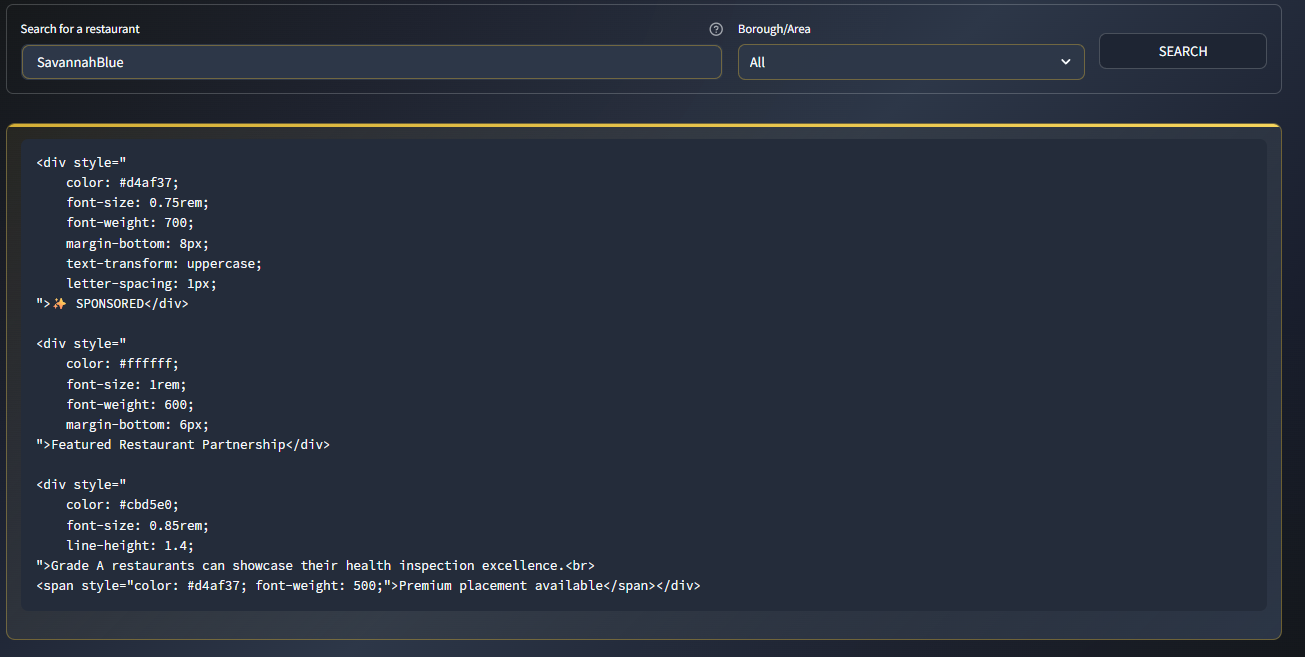 Search for a restaurant
Borough/Area
SavannahBlue
All
SEARCH
<div style="
    color: #d4af37;
    font-size: 0.75rem;
    font-weight: 700;
    margin-bottom: 8px;
    text-transform: uppercase;
    letter-spacing: 1px;
">✨ SPONSORED</div>

<div style="
    color: #ffffff;
    font-size: 1rem;
    font-weight: 600;
    margin-bottom: 6px;
">Featured Restaurant Partnership</div>

<div style="
    color: #cbd5e0;
    font-size: 0.85rem;
    line-height: 1.4;
">Grade A restaurants can showcase their health inspection excellence.<br>
<span style="color: #d4af37; font-weight: 500;">Premium placement available</span></div>